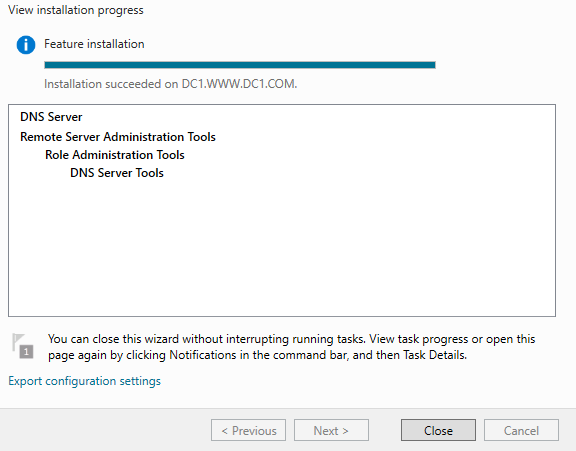 View installation progress
Feature installation
Installation succeeded on DC1.WWW.DC1.COM.
DNS Server
Remote Server Administration Tools
Role Administration Tools
DNS Server Tools
1
You can close this wizard without interrupting running tasks. View task progress or open this
page again by clicking Notifications in the command bar, and then Task Details.
Export configuration settings
< Previous
Next >
Close
Cancel